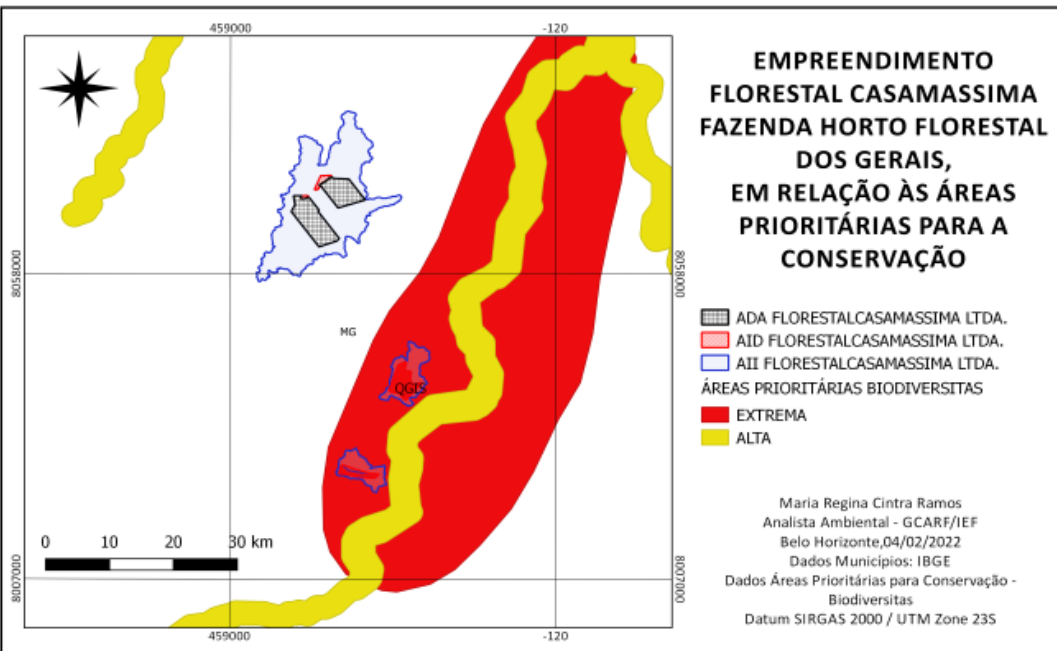 459000
-120
8058000
8058000
MG
QGIS
0 10 20 30 km
8007000
8007000
459000
-120
EMPREENDIMENTO
FLORESTAL CASAMASSIMA
FAZENDA HORTO FLORESTAL
DOS GERAIS,
EM RELAÇÃO ÀS ÁREAS
PRIORITÁRIAS PARA A
CONSERVAÇÃO
ADA FLORESTALCASAMASSIMA LTDA.
AID FLORESTALCASAMASSIMA LTDA.
AII FLORESTALCASAMASSIMA LTDA.
ÁREAS PRIORITÁRIAS BIODIVERSITAS
EXTREMA
ALTA
Maria Regina Cintra Ramos
Analista Ambiental - GCARF/IEF
Belo Horizonte,04/02/2022
Dados Municípios: IBGE
Dados Áreas Prioritárias para Conservação -
Biodiversitas
Datum SIRGAS 2000 / UTM Zone 23S